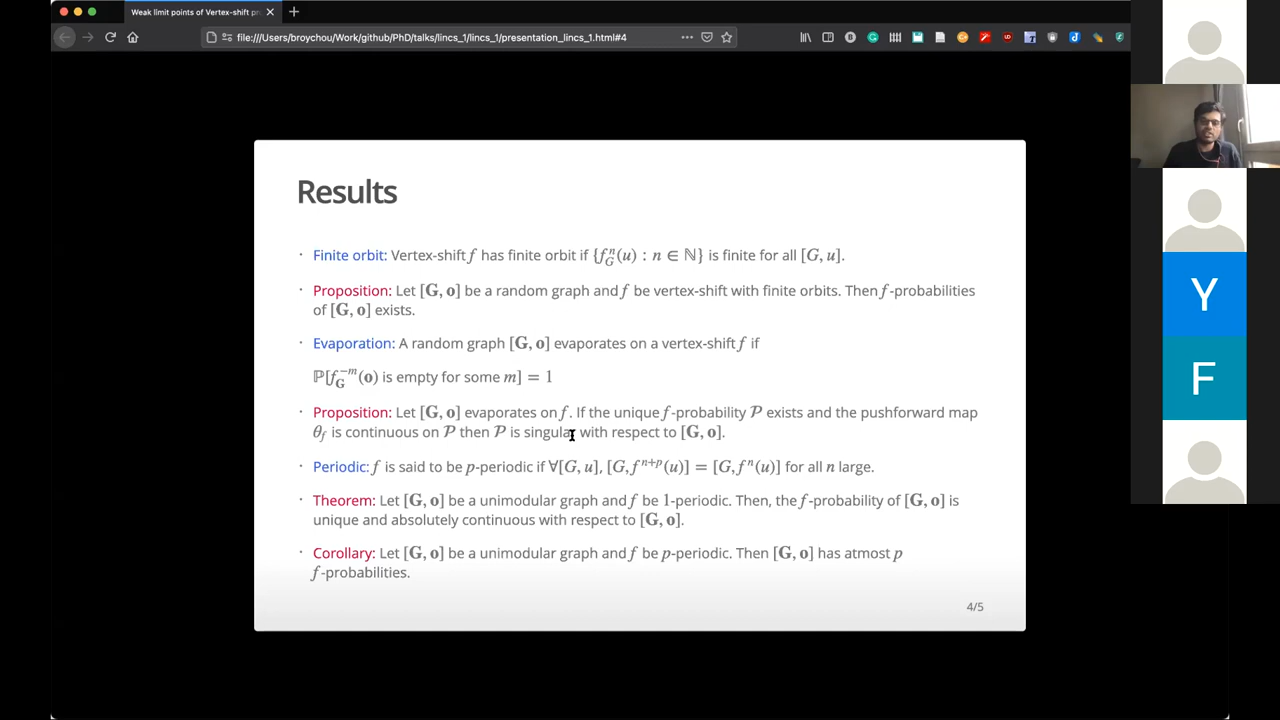 Weak limit points of Vertex-shift pr
file:///Users/broychou/Work/github/PhD/talks/lincs_1/lincs_1/presentation_lincs_1.html#4
Results
· Finite orbit: Vertex-shift f has finite orbit if {f_G^n(u) : n ∈ ℕ} is finite for all [G, u].
· Proposition: Let [G, o] be a random graph and f be vertex-shift with finite orbits. Then f-probabilities
of [G, o] exists.
· Evaporation: A random graph [G, o] evaporates on a vertex-shift f if
ℙ[f_G^{−m}(o) is empty for some m] = 1
· Proposition: Let [G, o] evaporates on f. If the unique f-probability 𝒫 exists and the pushforward map
θ_f is continuous on 𝒫 then 𝒫 is singular with respect to [G, o].
· Periodic: f is said to be p-periodic if ∀[G, u], [G, f^{n+p}(u)] = [G, f^n(u)] for all n large.
· Theorem: Let [G, o] be a unimodular graph and f be 1-periodic. Then, the f-probability of [G, o] is
unique and absolutely continuous with respect to [G, o].
· Corollary: Let [G, o] be a unimodular graph and f be p-periodic. Then [G, o] has atmost p
f-probabilities.
4/5
Y
F